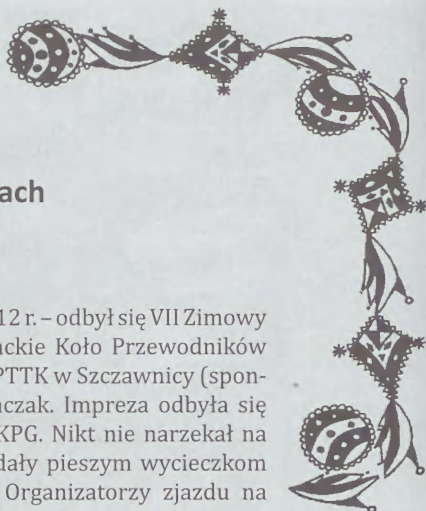 ach
12 r. – odbył się VII Zimowy
ackie Koło Przewodników
PTTK w Szczawnicy (spon-
czak. Impreza odbyła się
KPG. Nikt nie narzekał na
dały pieszym wycieczkom
Organizatorzy zjazdu na